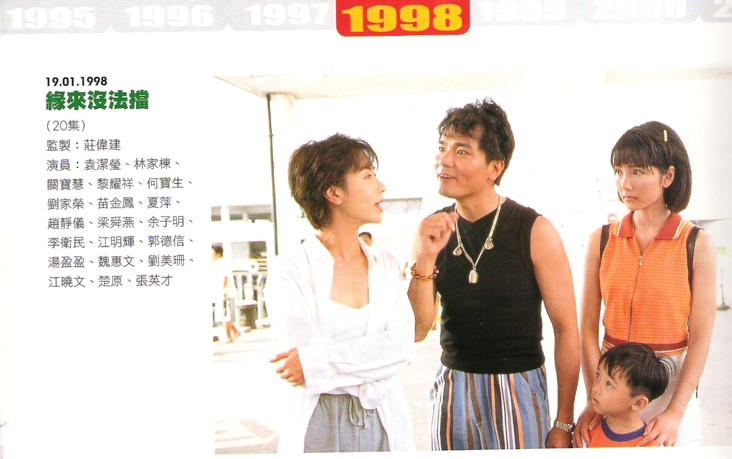 1995 1996 1997 1998 1999 2000
19.01.1998
緣來沒法擋
(20集)
監製：莊偉建
演員：袁潔瑩、林家棟、
關寶慧、黎耀祥、何寶生、
劉家榮、苗金鳳、夏萍、
趙靜儀、梁舜燕、余子明、
李衛民、江明輝、郭德信、
湯盈盈、魏惠文、劉美珊、
江曉文、楚原、張英才